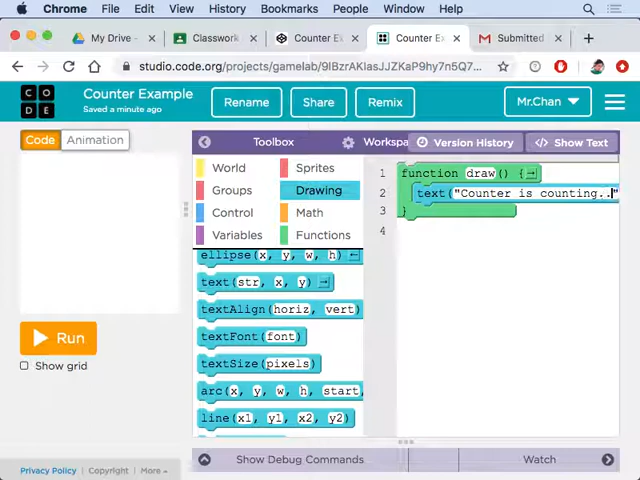 Chrome File Edit View History Bookmarks People Window Help
My Drive - Classwork Counter Ex Counter Ex Submitted
studio.code.org/projects/gamelab/9IBzrAKIasJJZKaP9hy7n5Q7...
CODE Counter Example Rename Share Remix Mr.Chan
Saved a minute ago
Code Animation Toolbox Workspa Version History Show Text
World Sprites
Groups Drawing
Control Math
Variables Functions
ellipse(x, y, w, h)
text(str, x, y)
textAlign(horiz, vert)
textFont(font)
textSize(pixels)
arc(x, y, w, h, start,
line(x1, y1, x2, y2)
1 function draw() {
2 text("Counter is counting..."
3 }
4
Run
Show grid
Show Debug Commands Watch
Privacy Policy | Copyright | More